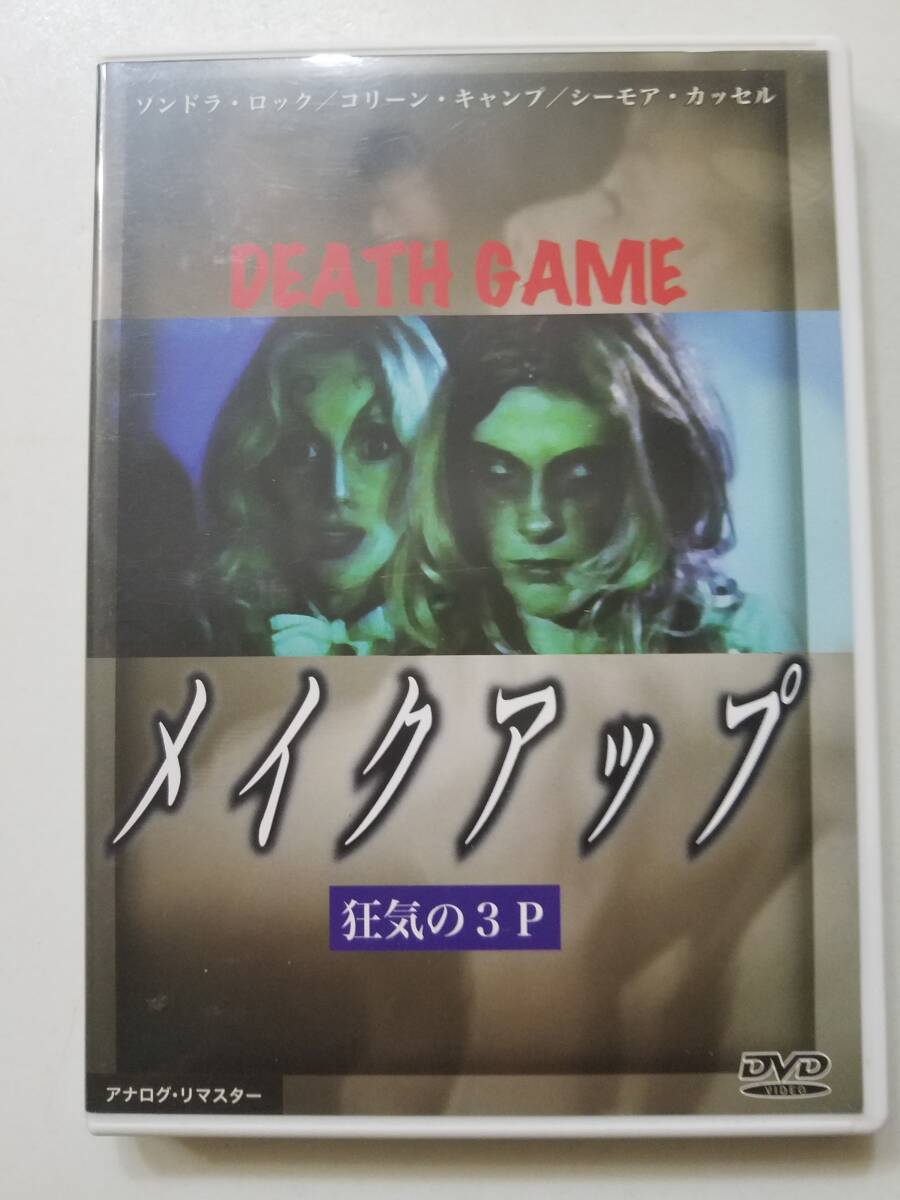 ソンドラ・ロック／コリーン・キャンプ／シーモア・カッセル
DEATH GAME
メイクアップ
狂気の３Ｐ
アナログ・リマスター
DVD
VIDEO